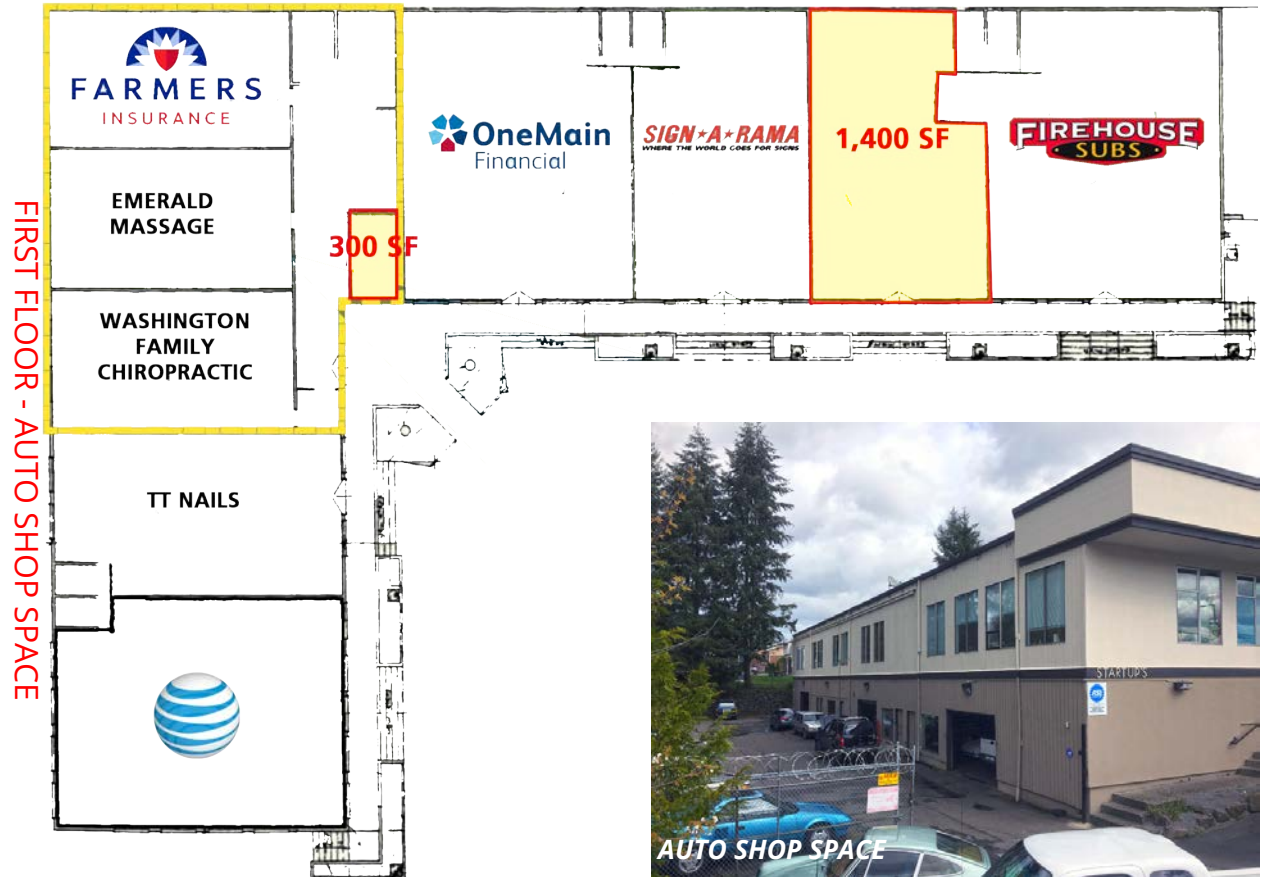 FARMERS
INSURANCE
EMERALD
MASSAGE
WASHINGTON
FAMILY
CHIROPRACTIC
300 SF
OneMain
Financial
SIGN★A★RAMA
WHERE THE WORLD GOES FOR SIGNS
1,400 SF
FIREHOUSE
SUBS
FIRST FLOOR - AUTO SHOP SPACE
TT NAILS
STARTUPS
AUTO SHOP SPACE